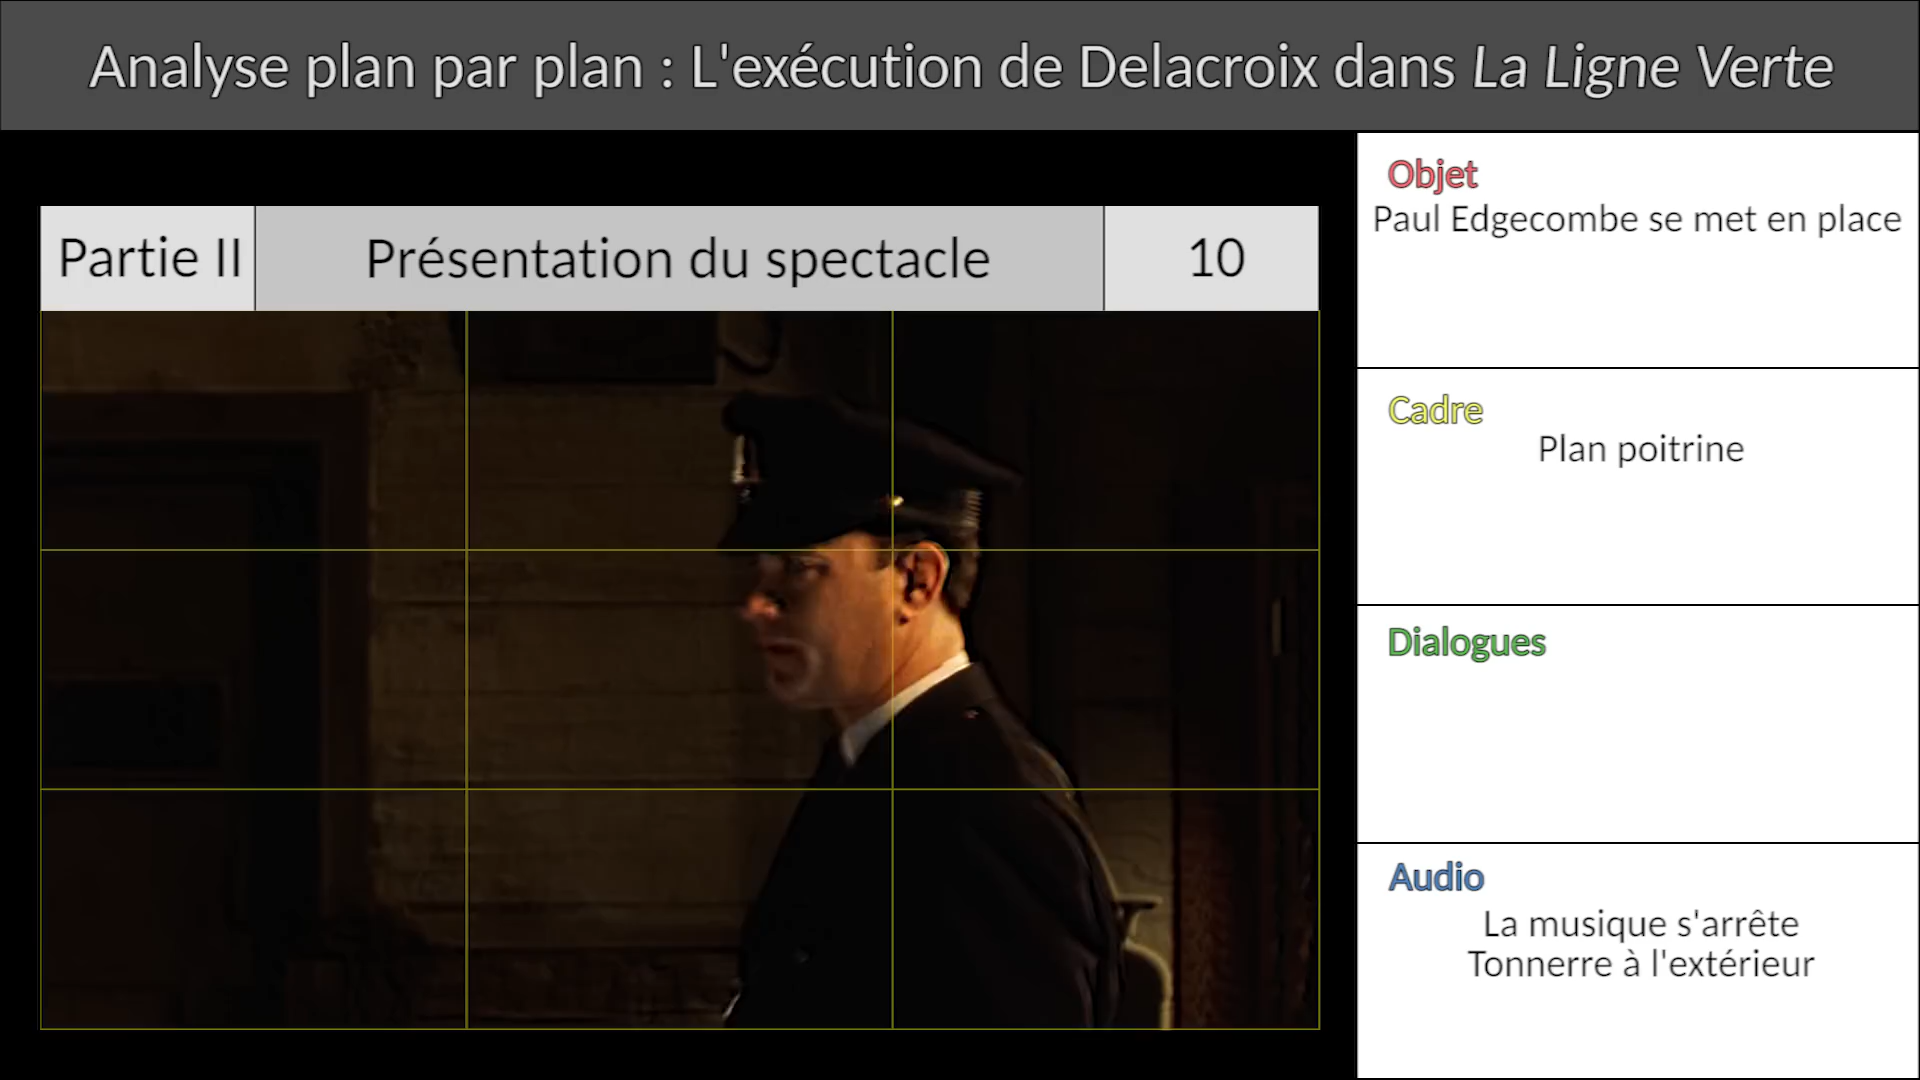 Analyse plan par plan : L'exécution de Delacroix dans La Ligne Verte
Partie II
Présentation du spectacle
10
Objet
Paul Edgecombe se met en place
Cadre
Plan poitrine
Dialogues
Audio
La musique s'arrête
Tonnerre à l'extérieur